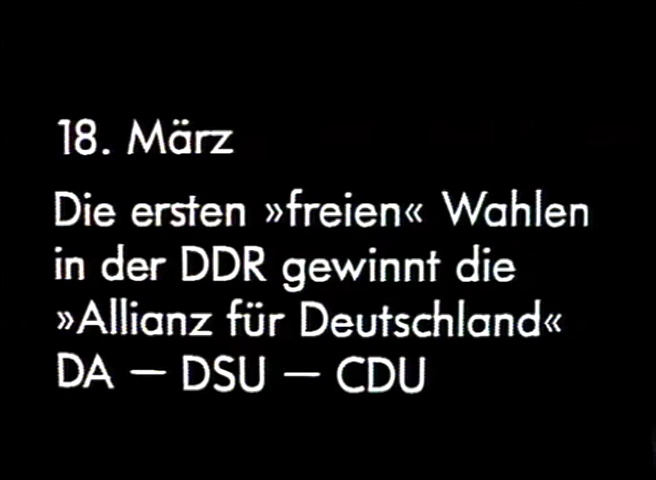 18. März
Die ersten »freien« Wahlen
in der DDR gewinnt die
»Allianz für Deutschland«
DA — DSU — CDU